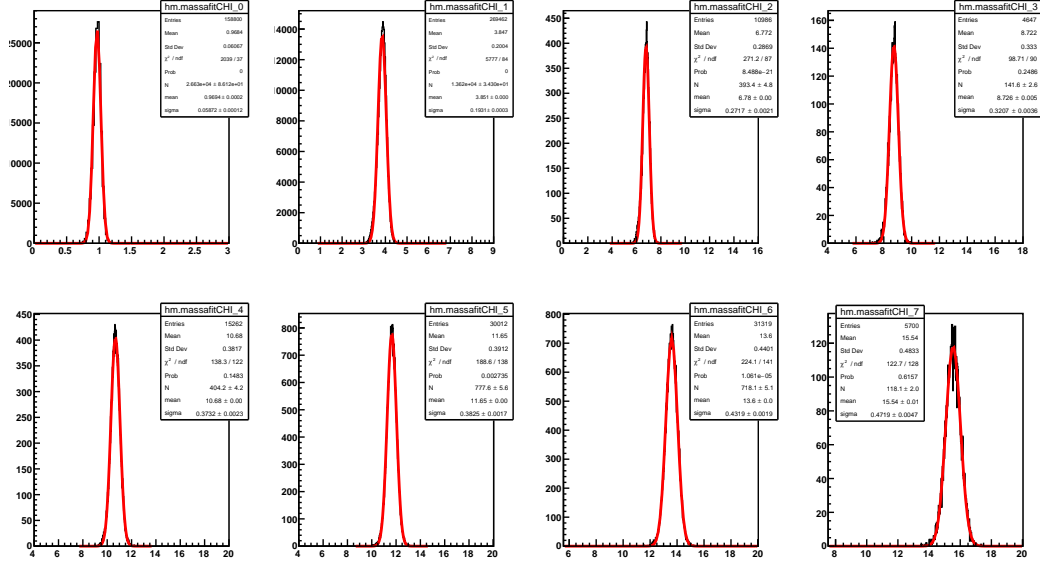 hm.massafitCHI_0
Entries 158800
Mean 0.9684
Std Dev 0.06067
χ² / ndf 2039 / 37
Prob 0
N 2.663e+04 ± 8.612e+01
mean 0.9694 ± 0.0002
sigma 0.05872 ± 0.00012
25000
20000
15000
10000
5000
0
0 0.5 1 1.5 2 2.5 3
hm.massafitCHI_1
Entries 269462
Mean 3.847
Std Dev 0.2004
χ² / ndf 5777 / 84
Prob 0
N 1.362e+04 ± 3.430e+01
mean 3.851 ± 0.000
sigma 0.1931 ± 0.0003
14000
12000
10000
8000
6000
4000
2000
0
0 1 2 3 4 5 6 7 8 9
hm.massafitCHI_2
Entries 10986
Mean 6.772
Std Dev 0.2869
χ² / ndf 271.2 / 87
Prob 8.488e−21
N 393.4 ± 4.8
mean 6.78 ± 0.00
sigma 0.2717 ± 0.0021
450
400
350
300
250
200
150
100
50
0
0 2 4 6 8 10 12 14 16
hm.massafitCHI_3
Entries 4647
Mean 8.722
Std Dev 0.333
χ² / ndf 98.71 / 90
Prob 0.2486
N 141.6 ± 2.6
mean 8.726 ± 0.005
sigma 0.3207 ± 0.0036
160
140
120
100
80
60
40
20
0
4 6 8 10 12 14 16 18
hm.massafitCHI_4
Entries 15262
Mean 10.68
Std Dev 0.3817
χ² / ndf 138.3 / 122
Prob 0.1483
N 404.2 ± 4.2
mean 10.68 ± 0.00
sigma 0.3732 ± 0.0023
450
400
350
300
250
200
150
100
50
0
4 6 8 10 12 14 16 18 20
hm.massafitCHI_5
Entries 30012
Mean 11.65
Std Dev 0.3912
χ² / ndf 188.6 / 138
Prob 0.002735
N 777.6 ± 5.6
mean 11.65 ± 0.00
sigma 0.3825 ± 0.0017
800
700
600
500
400
300
200
100
0
4 6 8 10 12 14 16 18 20
hm.massafitCHI_6
Entries 31319
Mean 13.6
Std Dev 0.4401
χ² / ndf 224.1 / 141
Prob 1.061e−05
N 718.1 ± 5.1
mean 13.6 ± 0.0
sigma 0.4319 ± 0.0019
800
700
600
500
400
300
200
100
0
6 8 10 12 14 16 18 20
hm.massafitCHI_7
Entries 5700
Mean 15.54
Std Dev 0.4833
χ² / ndf 122.7 / 128
Prob 0.6157
N 118.1 ± 2.0
mean 15.54 ± 0.01
sigma 0.4719 ± 0.0047
120
100
80
60
40
20
0
8 10 12 14 16 18 20